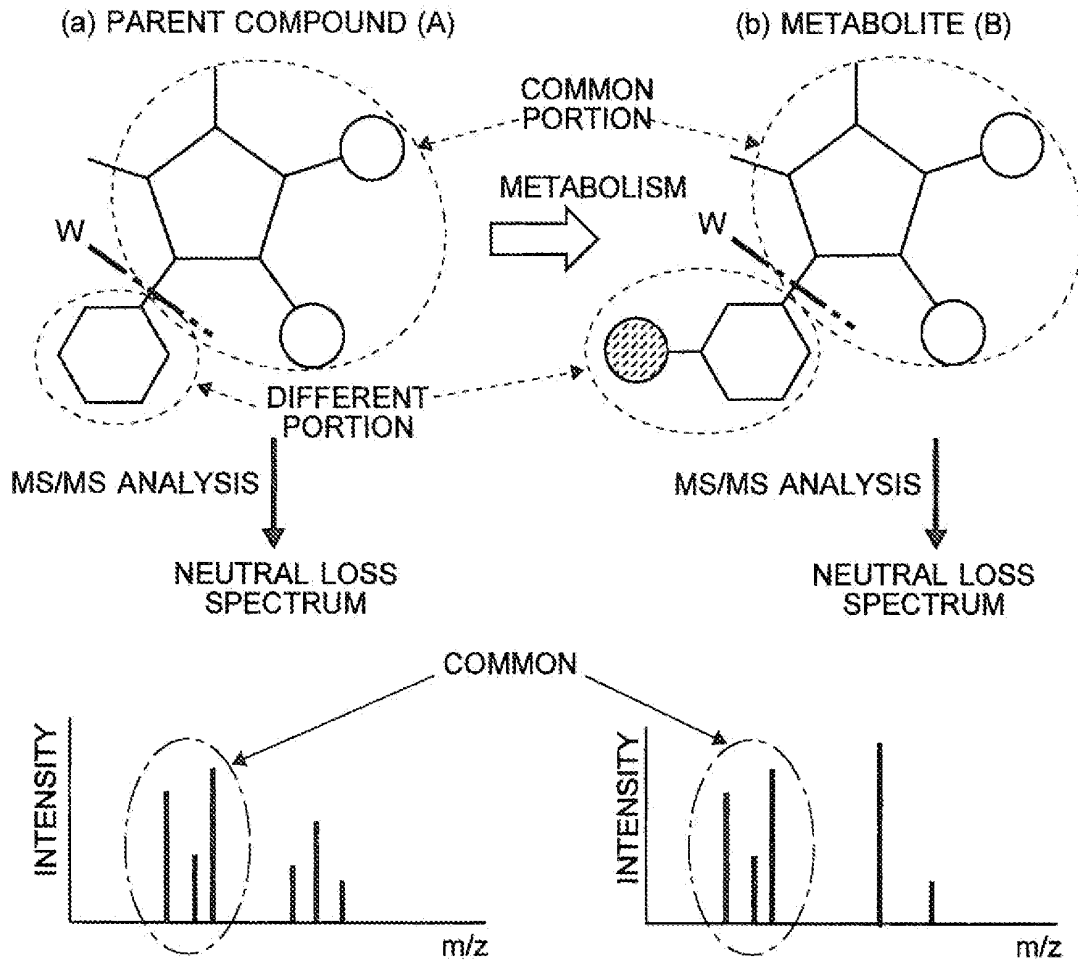 (a) PARENT COMPOUND (A)
(b) METABOLITE (B)
COMMON
PORTION
METABOLISM
W
W
DIFFERENT
PORTION
MS/MS ANALYSIS
MS/MS ANALYSIS
NEUTRAL LOSS
SPECTRUM
NEUTRAL LOSS
SPECTRUM
COMMON
INTENSITY
INTENSITY
m/z
m/z